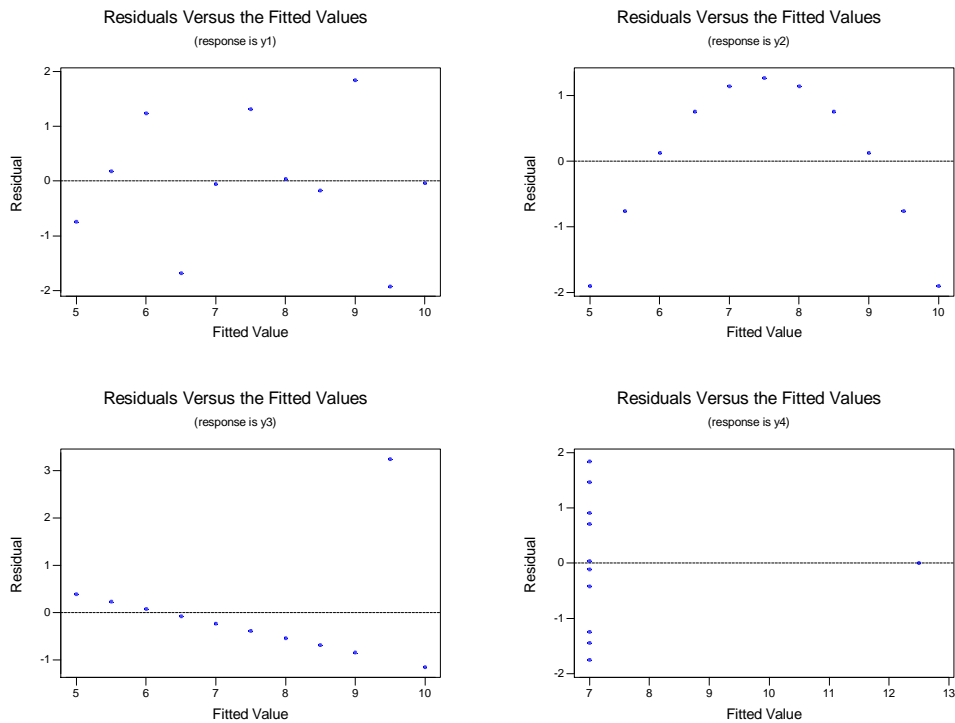 Residuals Versus the Fitted Values
(response is y1)
2
1
0
-1
-2
Residual
5 6 7 8 9 10
Fitted Value
Residuals Versus the Fitted Values
(response is y2)
1
0
-1
-2
Residual
5 6 7 8 9 10
Fitted Value
Residuals Versus the Fitted Values
(response is y3)
3
2
1
0
-1
Residual
5 6 7 8 9 10
Fitted Value
Residuals Versus the Fitted Values
(response is y4)
2
1
0
-1
-2
Residual
7 8 9 10 11 12 13
Fitted Value